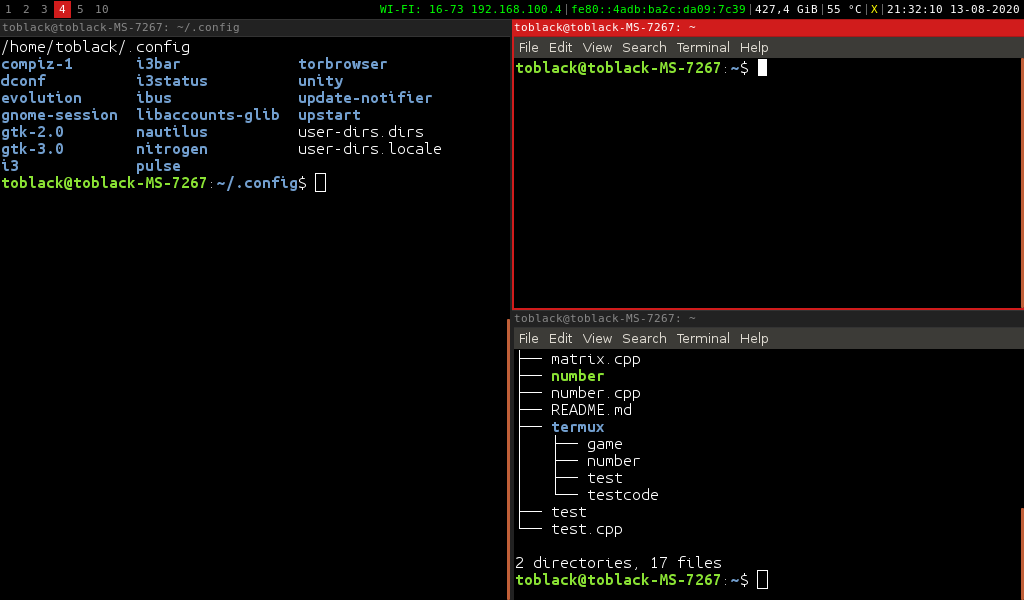 1 2 3 4 5 10 WI-FI: 16-73 192.168.100.4|fe80::4adb:ba2c:da09:7c39|427,4 GiB|55 °C|X|21:32:10 13-08-2020
toblack@toblack-MS-7267: ~/.config
/home/toblack/.config
compiz-1 i3bar torbrowser
dconf i3status unity
evolution ibus update-notifier
gnome-session libaccounts-glib upstart
gtk-2.0 nautilus user-dirs.dirs
gtk-3.0 nitrogen user-dirs.locale
i3 pulse
toblack@toblack-MS-7267:~/.config$
toblack@toblack-MS-7267: ~
File Edit View Search Terminal Help
toblack@toblack-MS-7267:~$
toblack@toblack-MS-7267: ~
File Edit View Search Terminal Help
├── matrix.cpp
├── number
├── number.cpp
├── README.md
├── termux
│   ├── game
│   ├── number
│   ├── test
│   └── testcode
├── test
└── test.cpp
2 directories, 17 files
toblack@toblack-MS-7267:~$